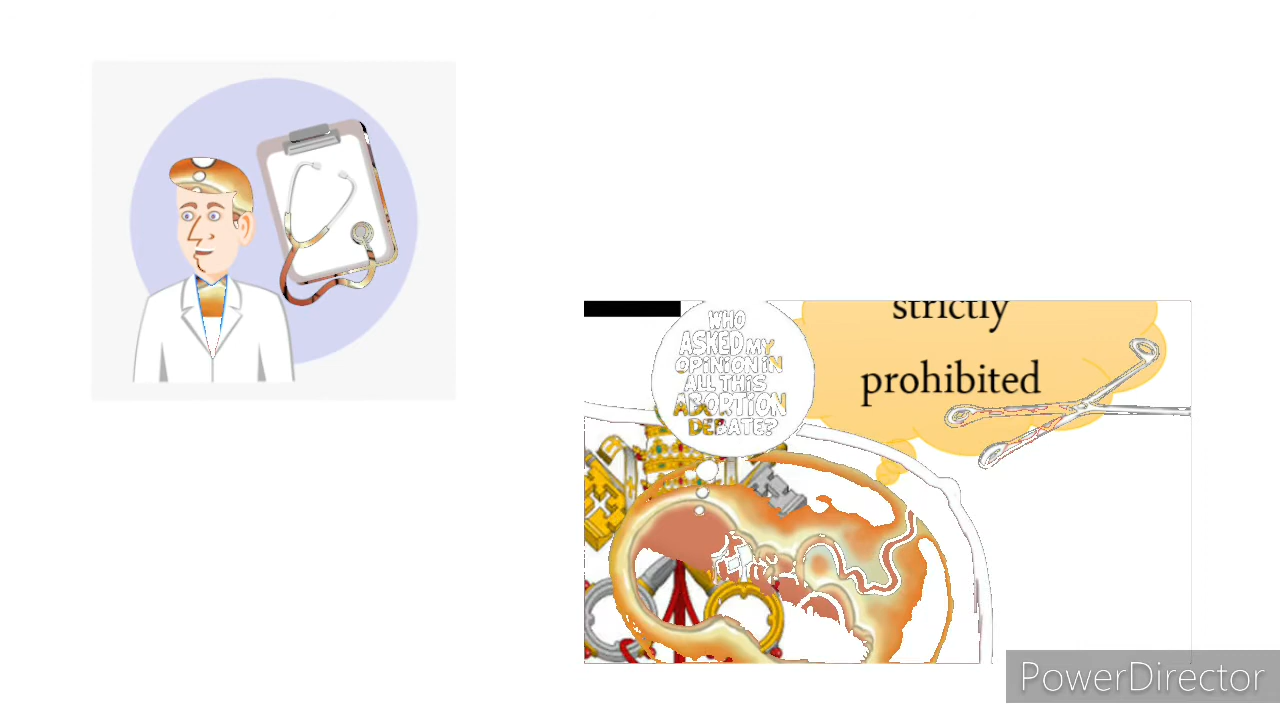 strictly
prohibited
WHO
ASKED MY
OPINION IN
ALL THIS
ABORTION
DEBATE?
PowerDirector